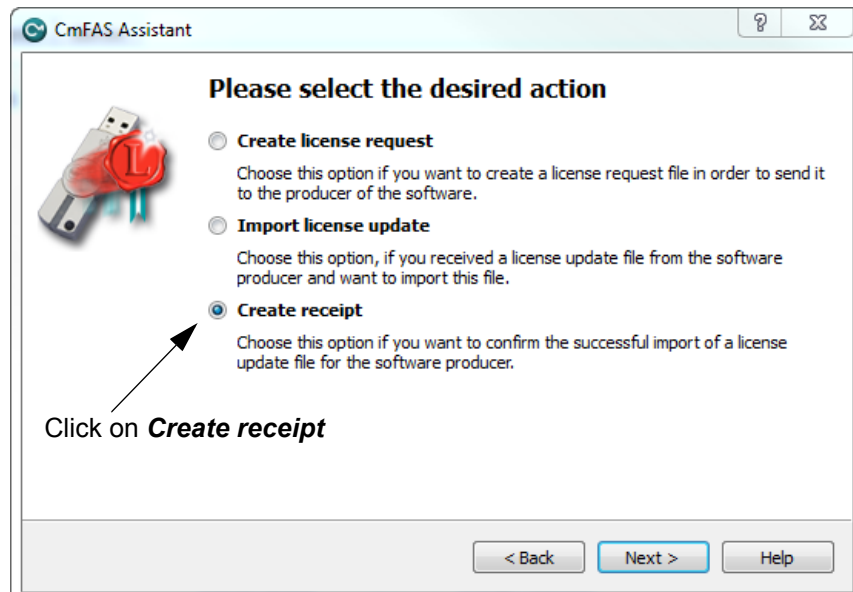 CmFAS Assistant
Please select the desired action
Create license request
Choose this option if you want to create a license request file in order to send it
to the producer of the software.
Import license update
Choose this option, if you received a license update file from the software
producer and want to import this file.
Create receipt
Choose this option if you want to confirm the successful import of a license
update file for the software producer.
Click on Create receipt
< Back Next > Help